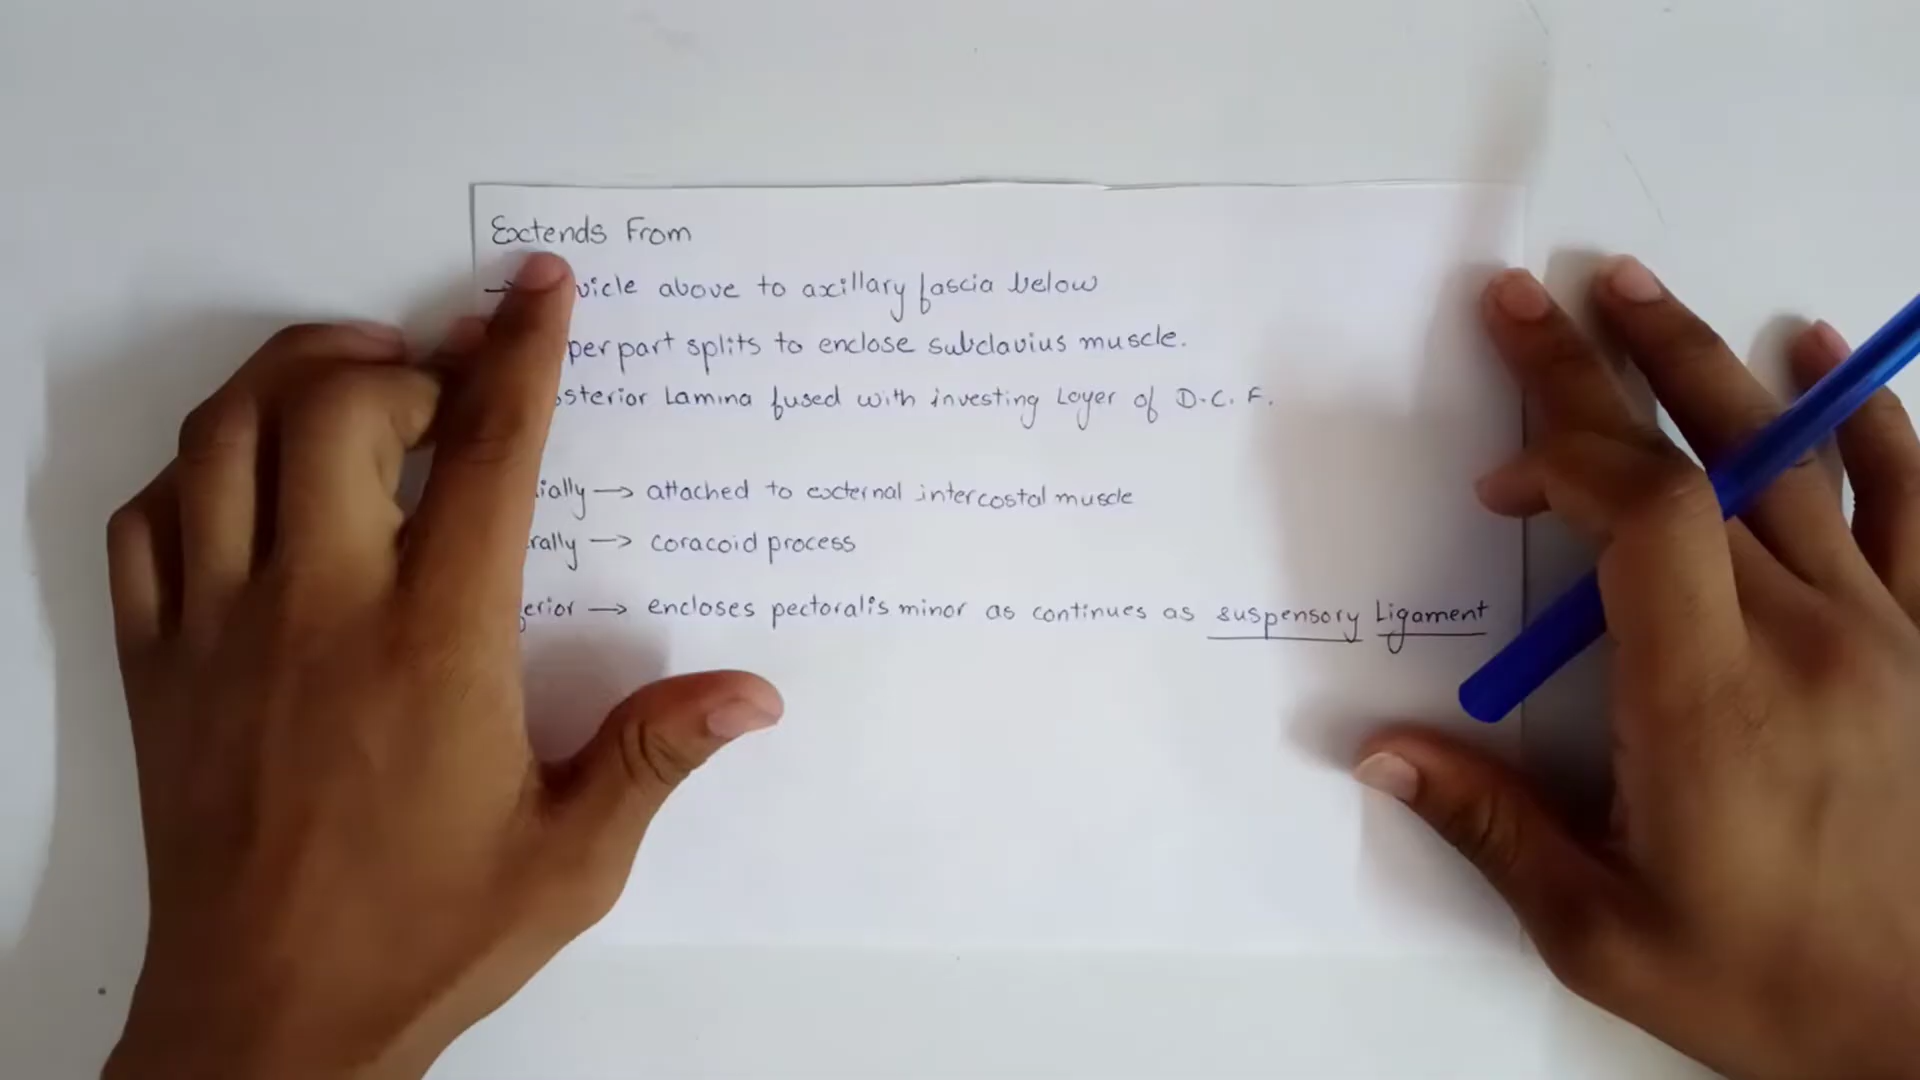 Extends From
→ vicle above to axillary fascia below
per part splits to enclose subclavius muscle.
sterior Lamina fused with investing Layer of D.C.F.
ially → attached to external intercostal muscle
rally → coracoid process
erior → encloses pectoralis minor as continues as suspensory Ligament